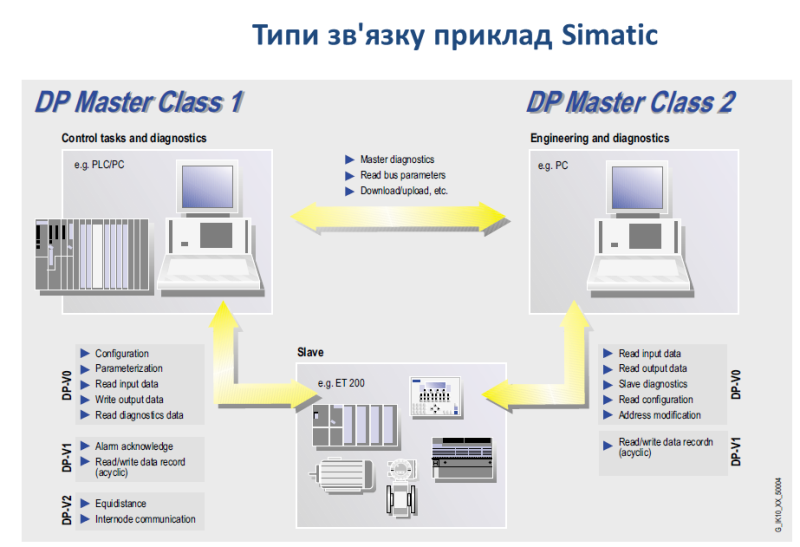 Типи зв'язку приклад Simatic
DP Master Class 1
DP Master Class 2
Control tasks and diagnostics
Engineering and diagnostics
e.g. PLC/PC
Master diagnostics
Read bus parameters
Download/upload, etc.
e.g. PC
Slave
e.g. ET 200
DP-V0
Configuration
Parameterization
Read input data
Write output data
Read diagnostics data
DP-V1
Alarm acknowledge
Read/write data record
(acyclic)
DP-V2
Equidistance
Internode communication
Read input data
Read output data
Slave diagnostics
Read configuration
Address modification
DP-V0
Read/write data recordn
(acyclic)
DP-V1
G_IK10_XX_50004